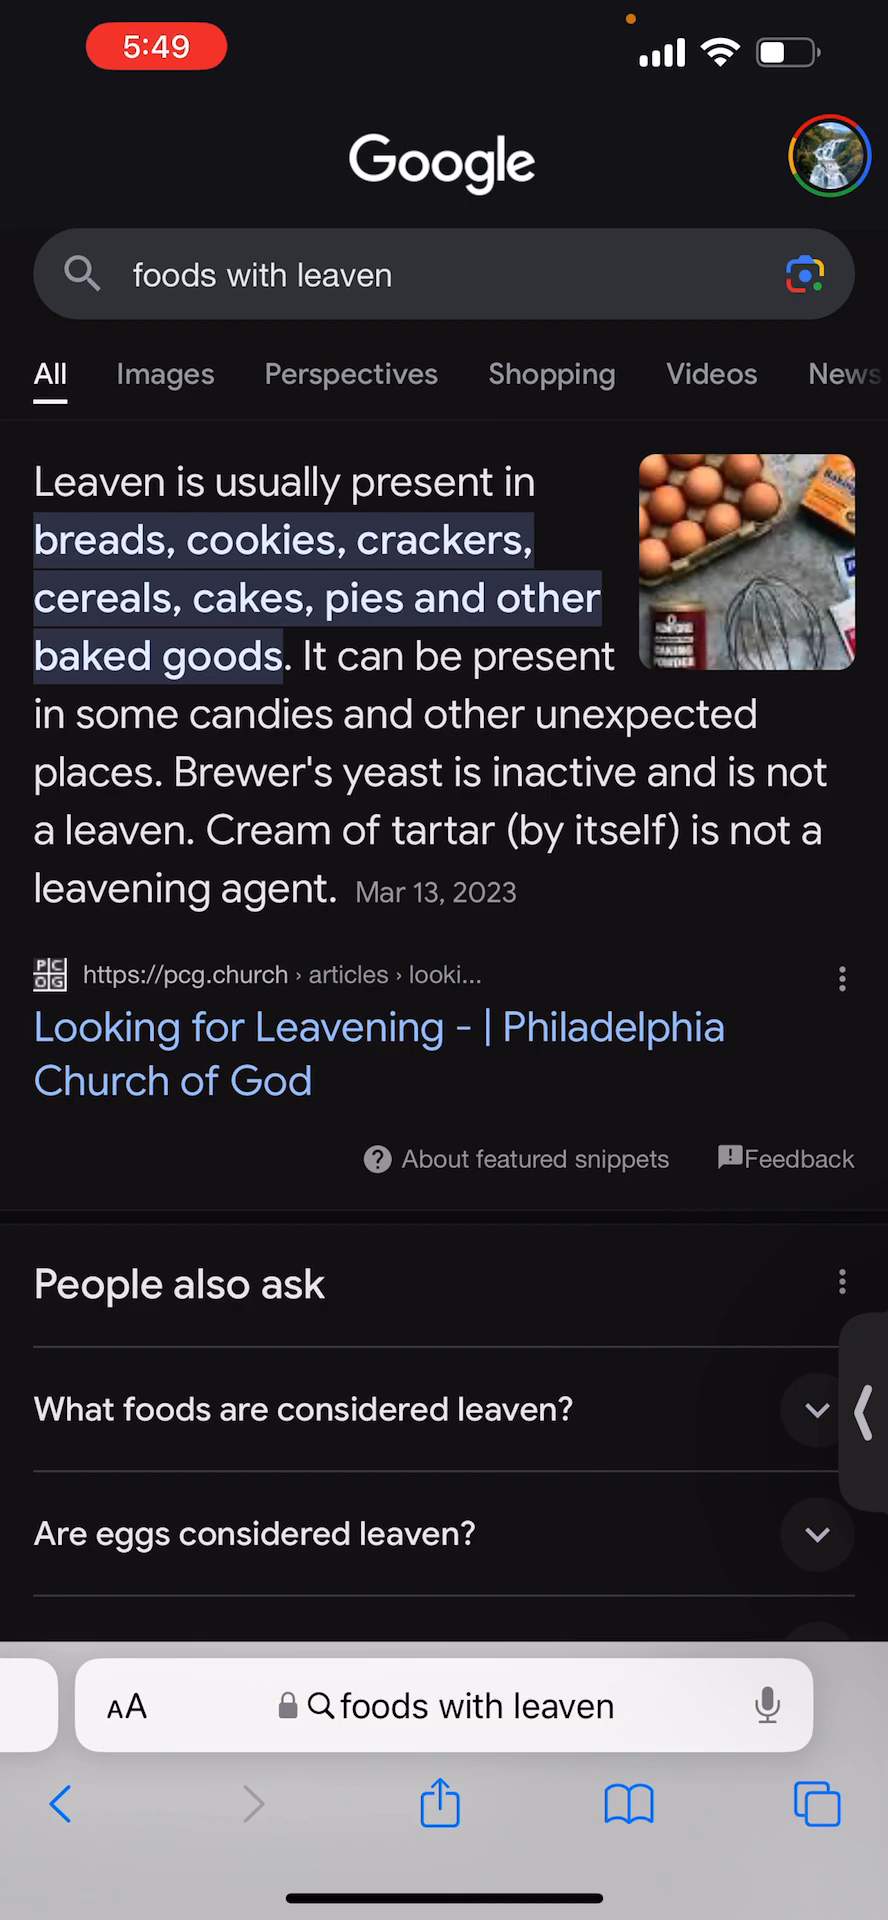 5:49
Google
foods with leaven
All Images Perspectives Shopping Videos News
Leaven is usually present in
breads, cookies, crackers,
cereals, cakes, pies and other
baked goods. It can be present
in some candies and other unexpected
places. Brewer's yeast is inactive and is not
a leaven. Cream of tartar (by itself) is not a
leavening agent. Mar 13, 2023
PC
OG
https://pcg.church › articles › looki...
Looking for Leavening - | Philadelphia
Church of God
About featured snippets Feedback
People also ask
What foods are considered leaven?
Are eggs considered leaven?
AA foods with leaven